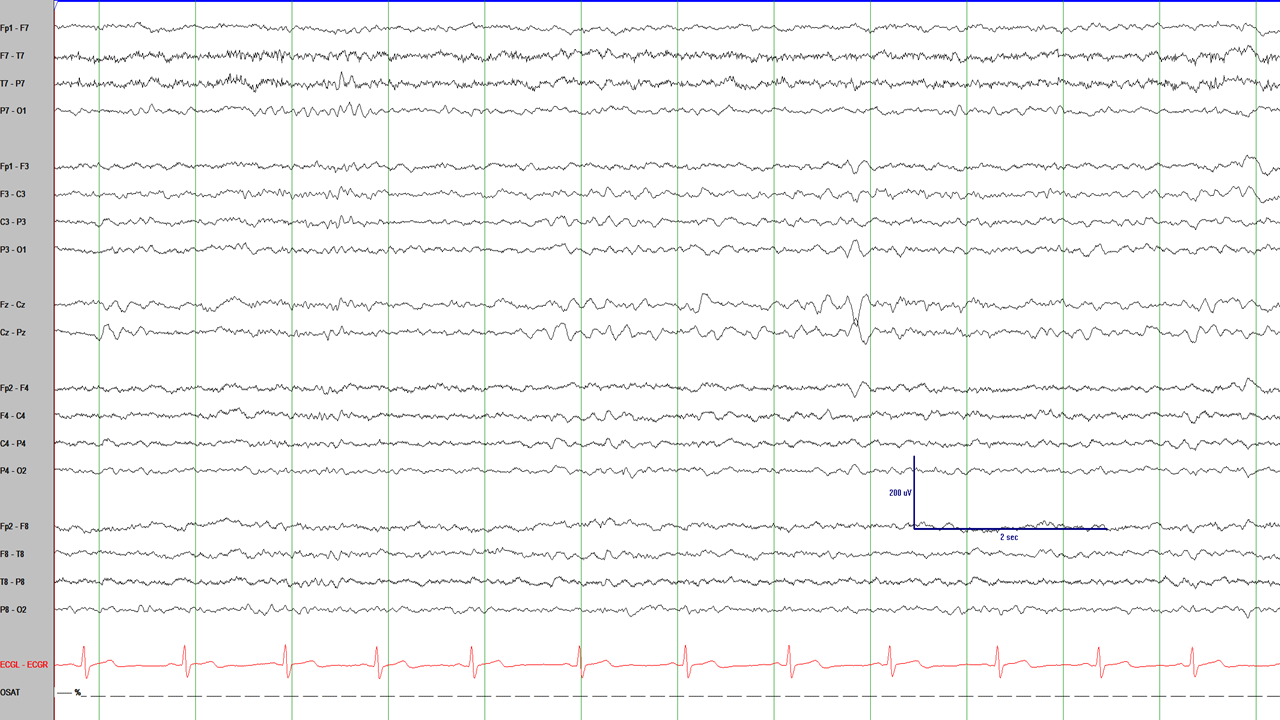 Fp1 - F7
F7 - T7
T7 - P7
P7 - O1
Fp1 - F3
F3 - C3
C3 - P3
P3 - O1
Fz - Cz
Cz - Pz
Fp2 - F4
F4 - C4
C4 - P4
P4 - O2
200 uV
Fp2 - F8
2 sec
F8 - T8
T8 - P8
P8 - O2
ECGL - ECGR
OSAT %